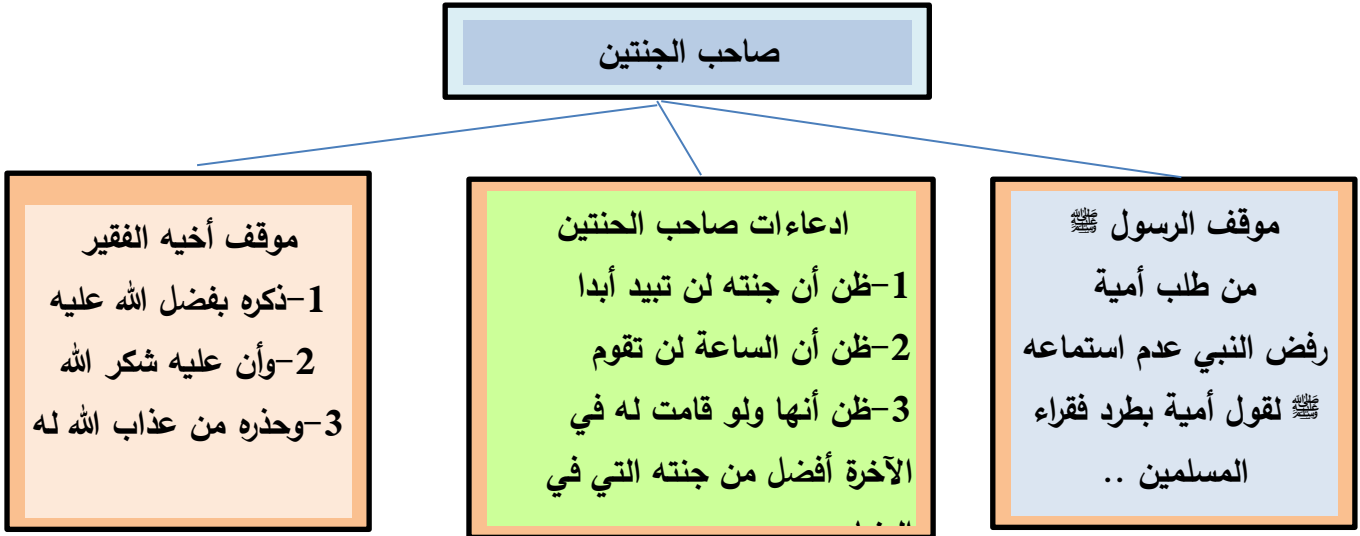 صاحب الجنتين
موقف الرسول ﷺ
من طلب أمية
رفض النبي عدم استماعه
ﷺ لقول أمية بطرد فقراء
المسلمين ..
ادعاءات صاحب الحنتين
1-ظن أن جنته لن تبيد أبدا
2-ظن أن الساعة لن تقوم
3-ظن أنها ولو قامت له في
الآخرة أفضل من جنته التي في
موقف أخيه الفقير
1-ذكره بفضل الله عليه
2-وأن عليه شكر الله
3-وحذره من عذاب الله له